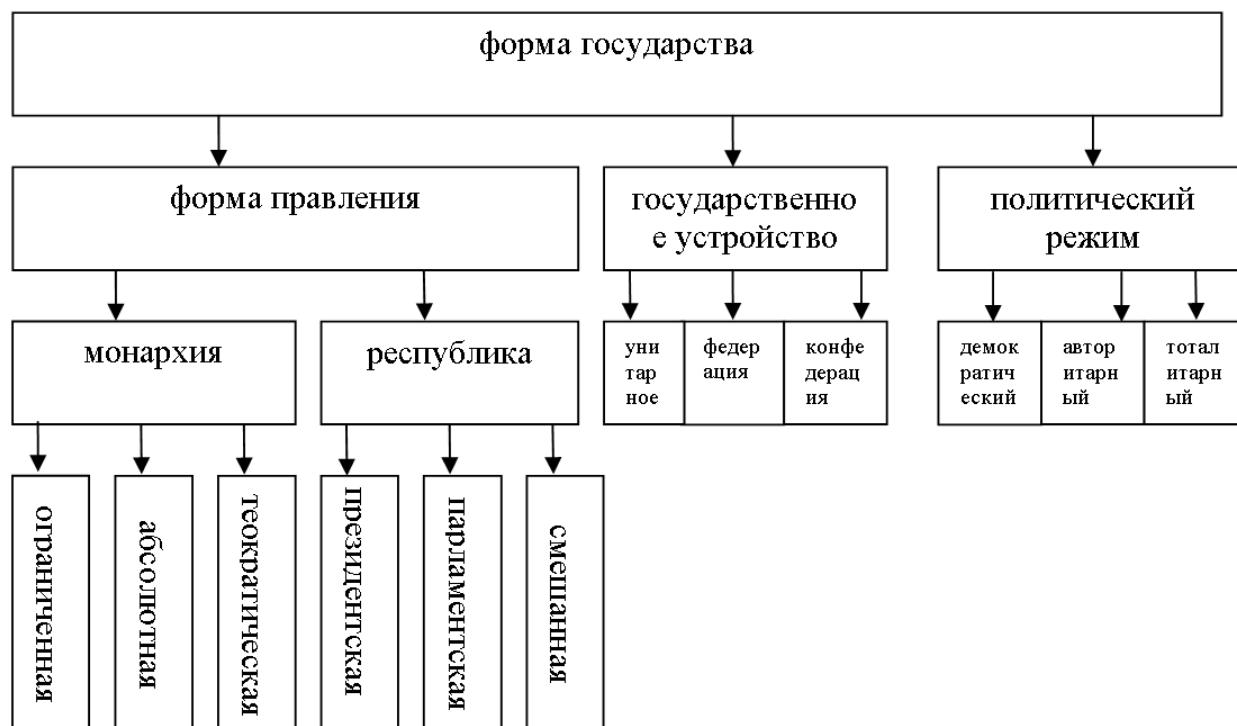 форма государства
форма правления
государственно
е устройство
политический
режим
монархия
республика
уни
тар
ное
федер
ация
конфе
дерац
ия
демок
ратич
еский
автор
итарн
ый
тотал
итарн
ый
ограниченная
абсолютная
теократическая
президентская
парламентская
смешанная